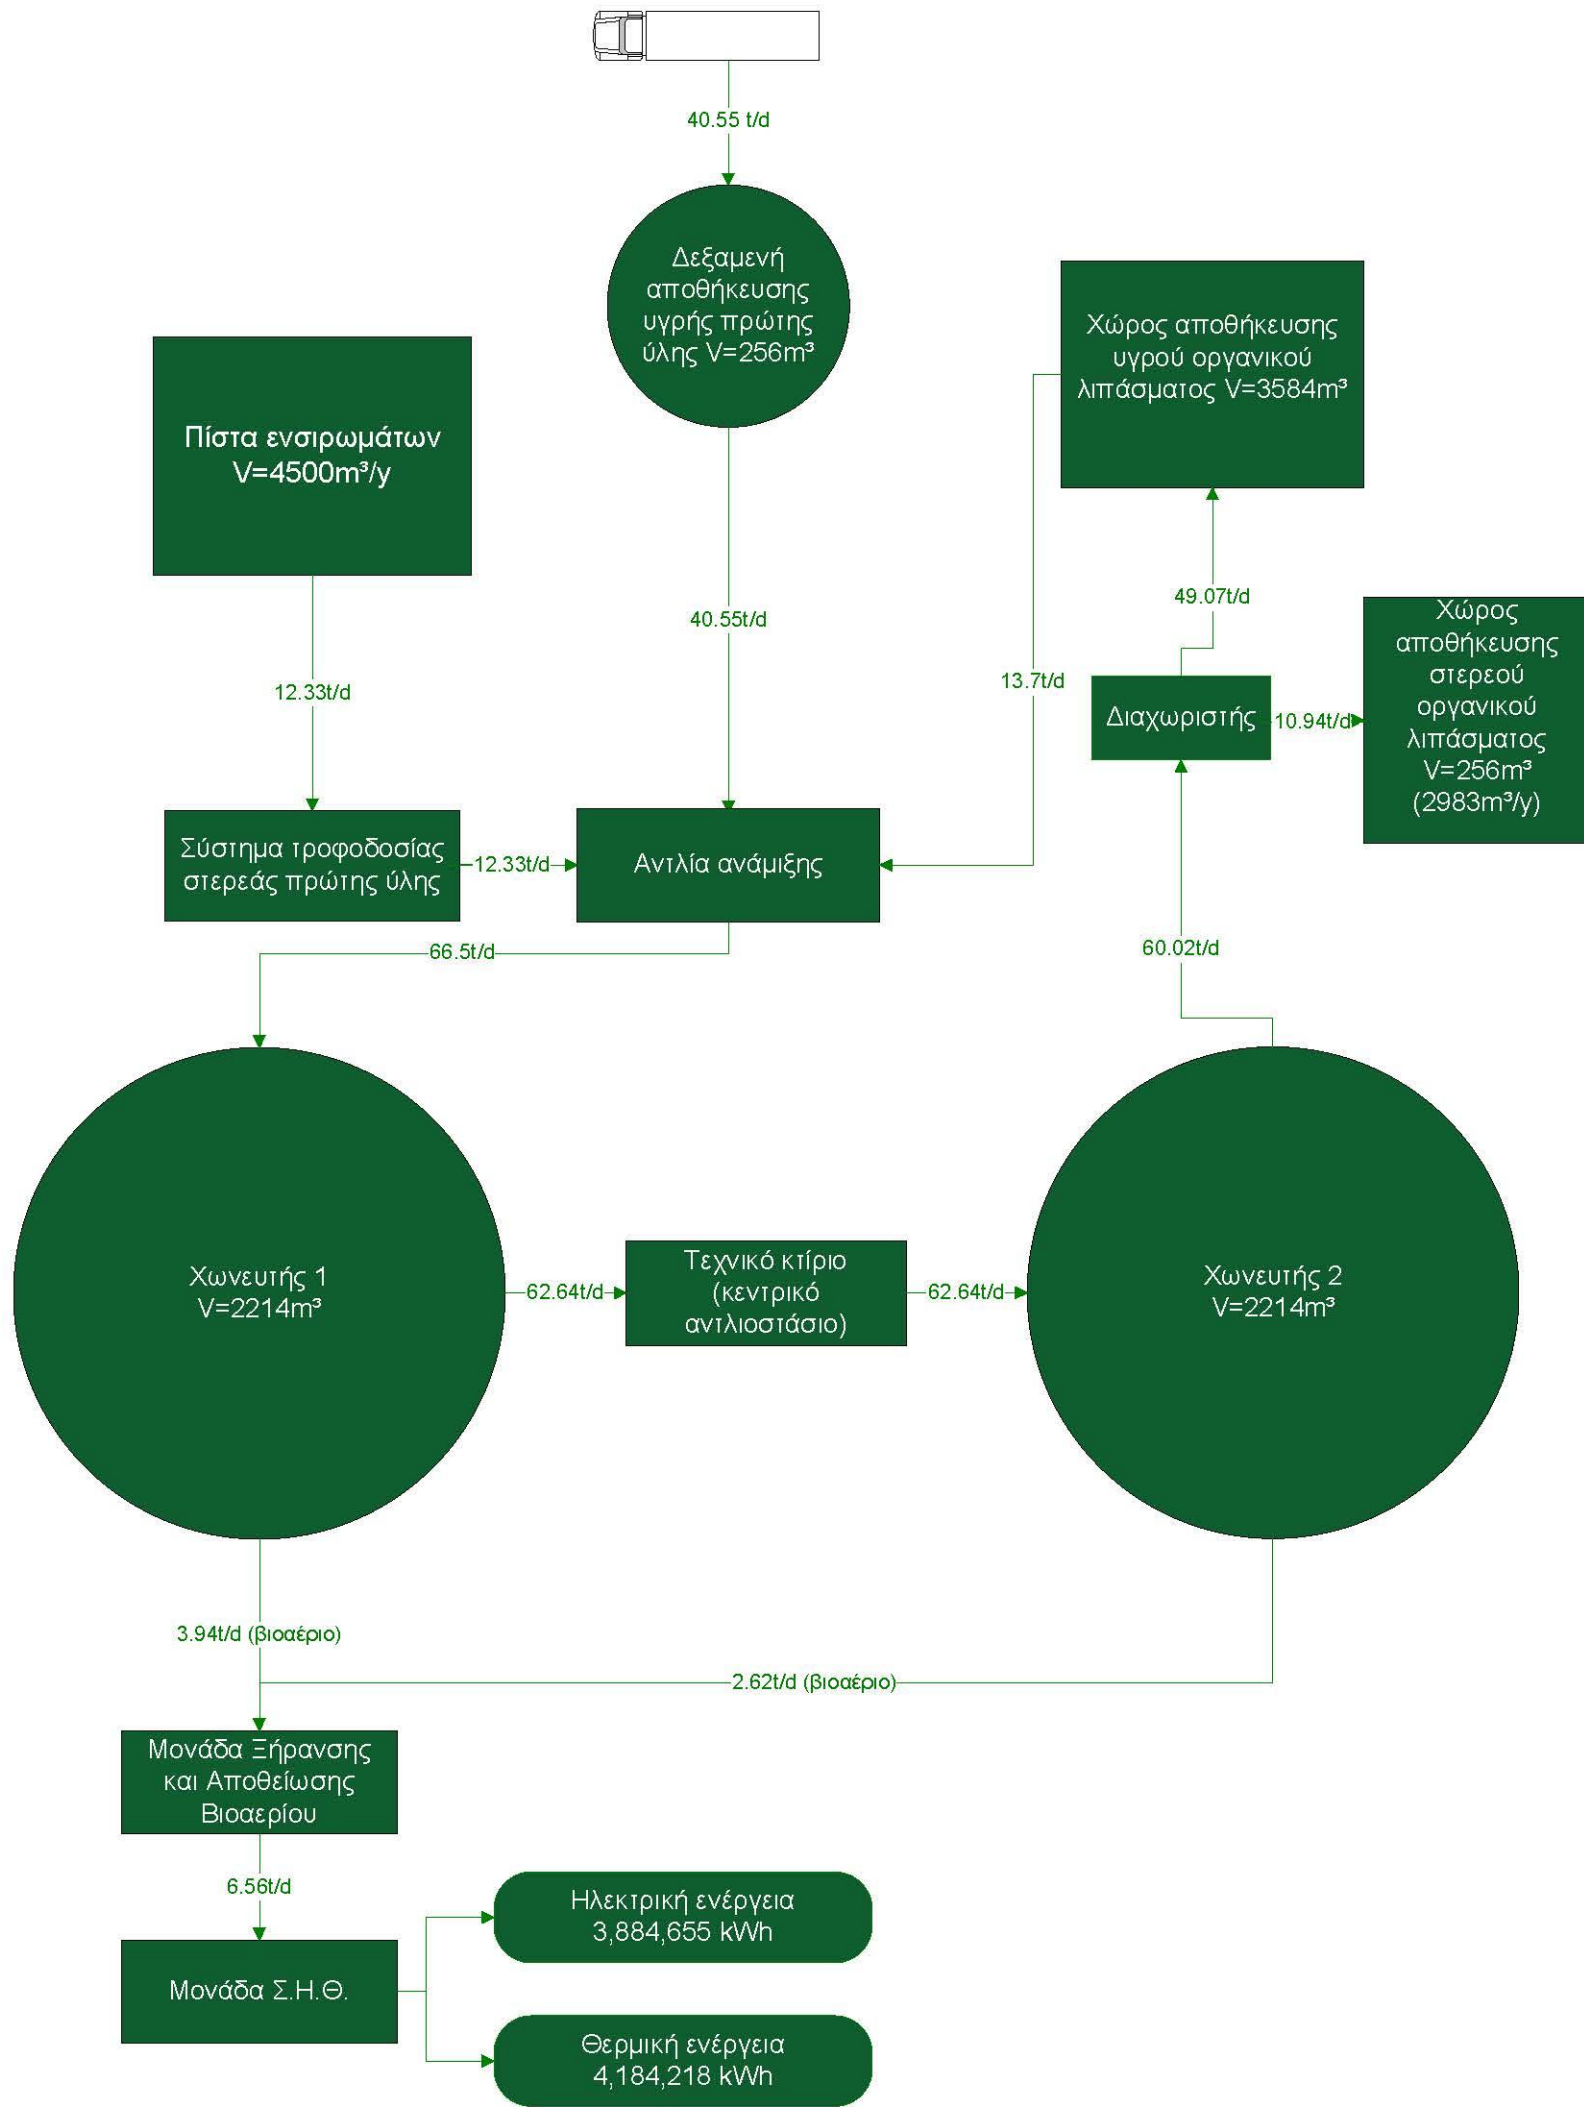 40.55 t/d
Δεξαμενή
αποθήκευσης
υγρής πρώτης
ύλης V=256m³
Χώρος αποθήκευσης
υγρού οργανικού
λιπάσματος V=3584m³
Πίστα ενσιρωμάτων
V=4500m³/y
49.07t/d
Χώρος
αποθήκευσης
στερεού
οργανικού
λιπάσματος
V=256m³
(2983m³/y)
40.55t/d
12.33t/d
13.7t/d
Διαχωριστής
10.94t/d
Σύστημα τροφοδοσίας
στερεάς πρώτης ύλης
12.33t/d
Αντλία ανάμιξης
66.5t/d
60.02t/d
Χωνευτής 1
V=2214m³
62.64t/d
Τεχνικό κτίριο
(κεντρικό
αντλιοστάσιο)
62.64t/d
Χωνευτής 2
V=2214m³
3.94t/d (βιοαέριο)
2.62t/d (βιοαέριο)
Μονάδα Ξήρανσης
και Αποθείωσης
Βιοαερίου
6.56t/d
Ηλεκτρική ενέργεια
3,884,655 kWh
Μονάδα Σ.Η.Θ.
Θερμική ενέργεια
4,184,218 kWh